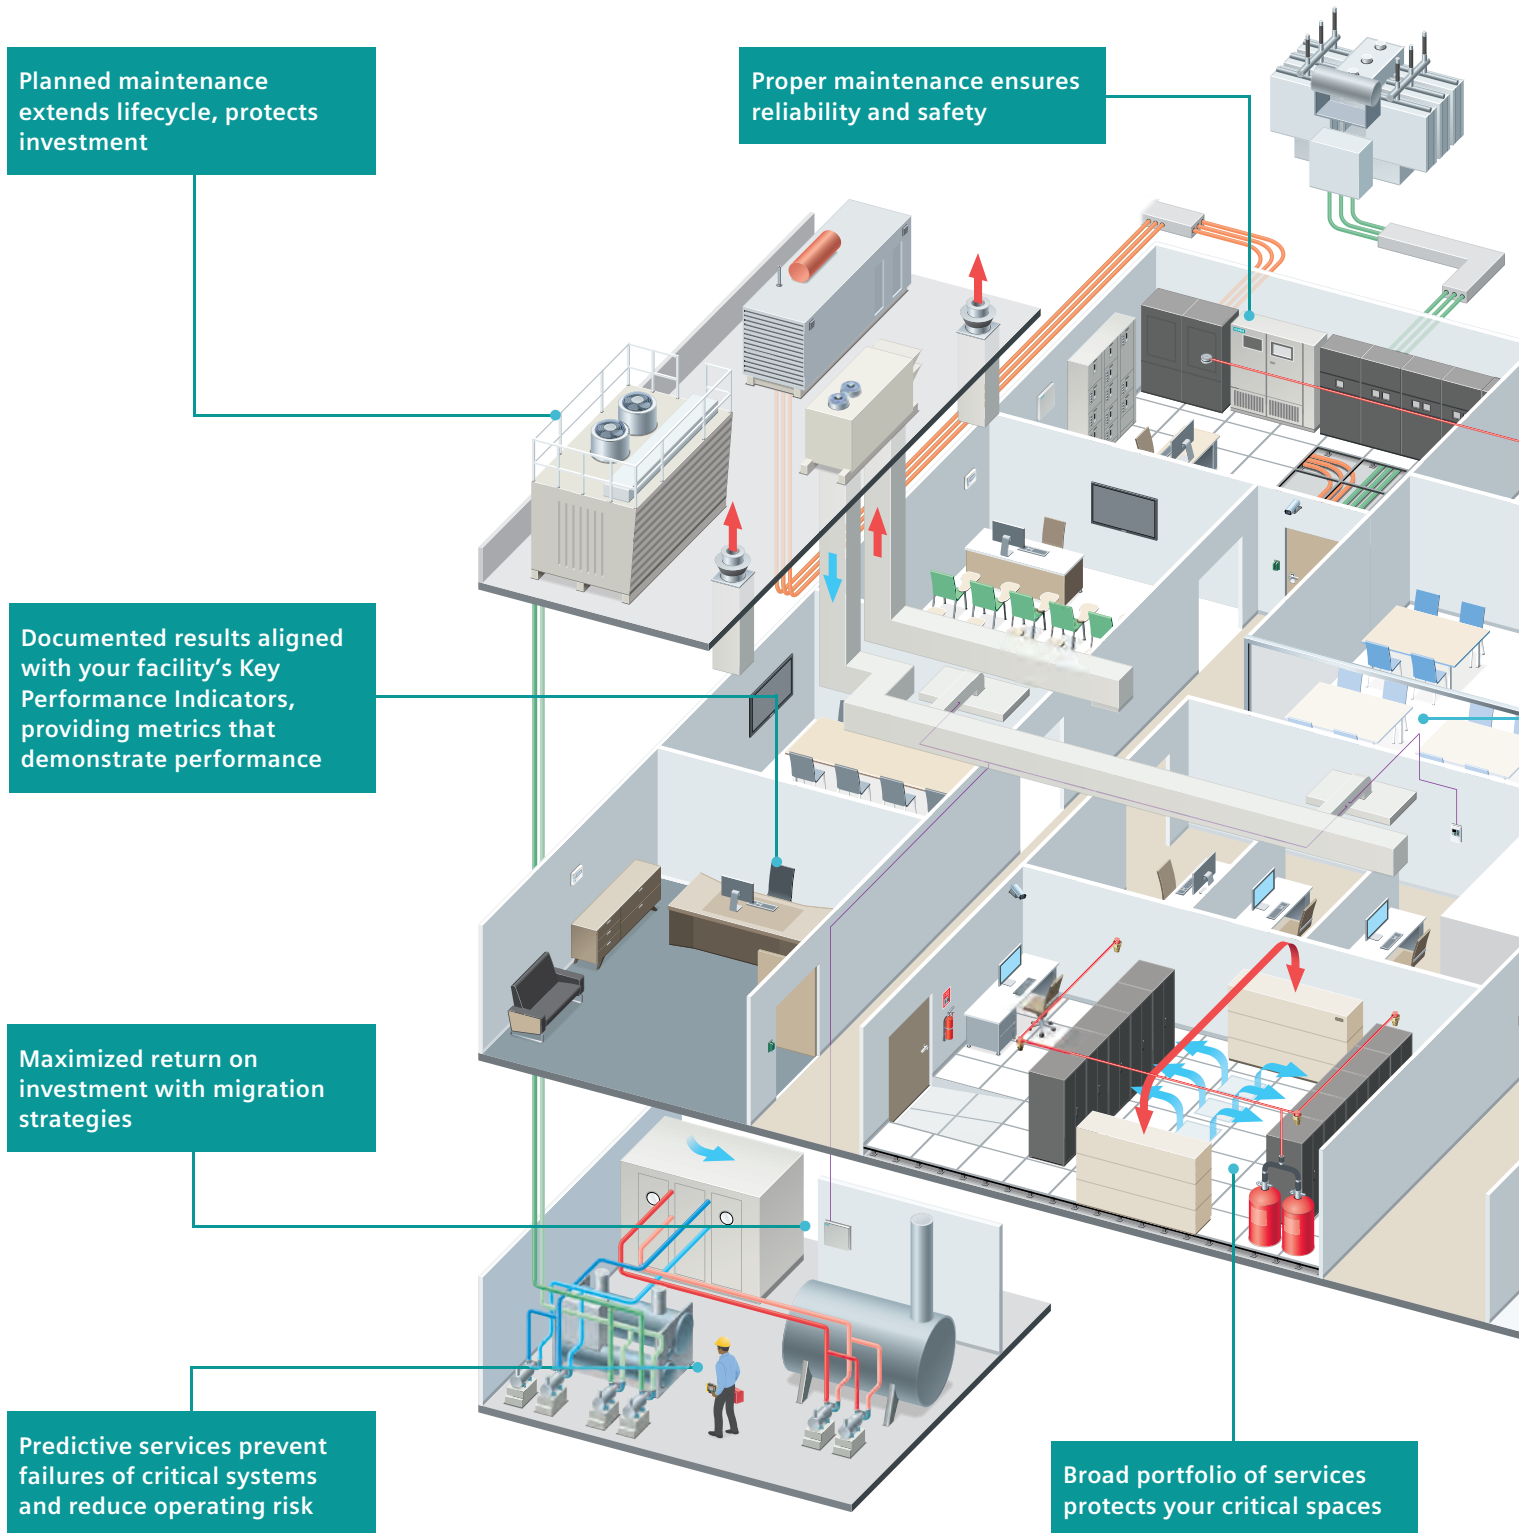 Planned maintenance
extends lifecycle, protects
investment
Proper maintenance ensures
reliability and safety
Documented results aligned
with your facility’s Key
Performance Indicators,
providing metrics that
demonstrate performance
Maximized return on
investment with migration
strategies
Predictive services prevent
failures of critical systems
and reduce operating risk
Broad portfolio of services
protects your critical spaces